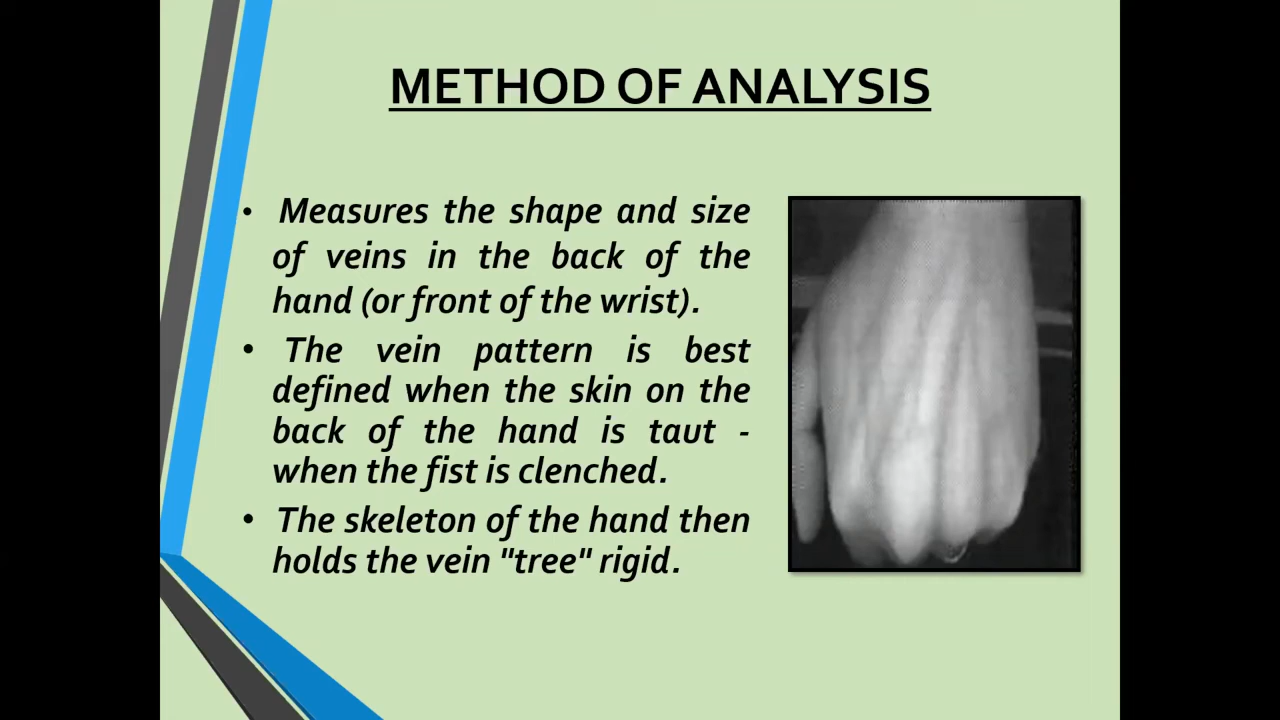 METHOD OF ANALYSIS
• Measures the shape and size
of veins in the back of the
hand (or front of the wrist).
• The vein pattern is best
defined when the skin on the
back of the hand is taut -
when the fist is clenched.
• The skeleton of the hand then
holds the vein "tree" rigid.